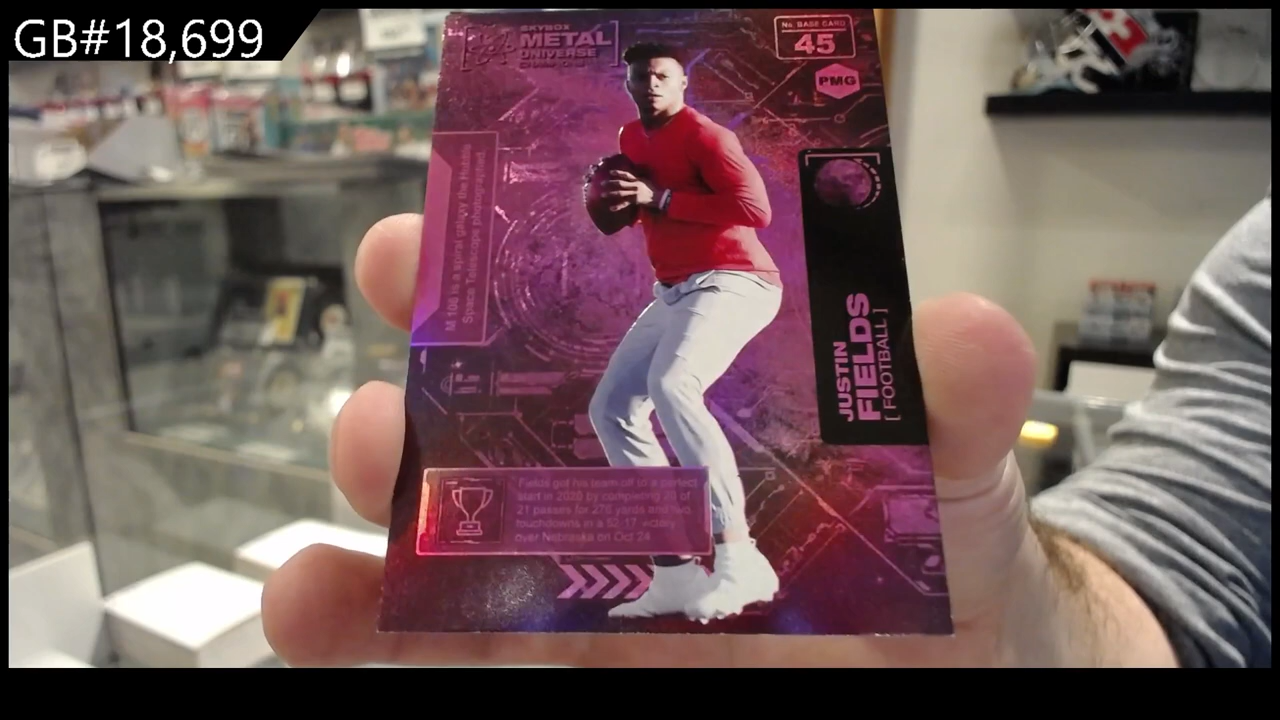 GB#18,699
SKYBOX
METAL
UNIVERSE
CHAMPIONS
No. BASE CARD
45
PMG
M 106 is a spiral galaxy the Hubble
Space Telescope photographed.
JUSTIN
FIELDS
[ FOOTBALL ]
Fields got his team off to a perfect
start in 2020 by completing 20 of
21 passes for 276 yards and two
touchdowns in a 52-17 victory
over Nebraska on Oct 24.